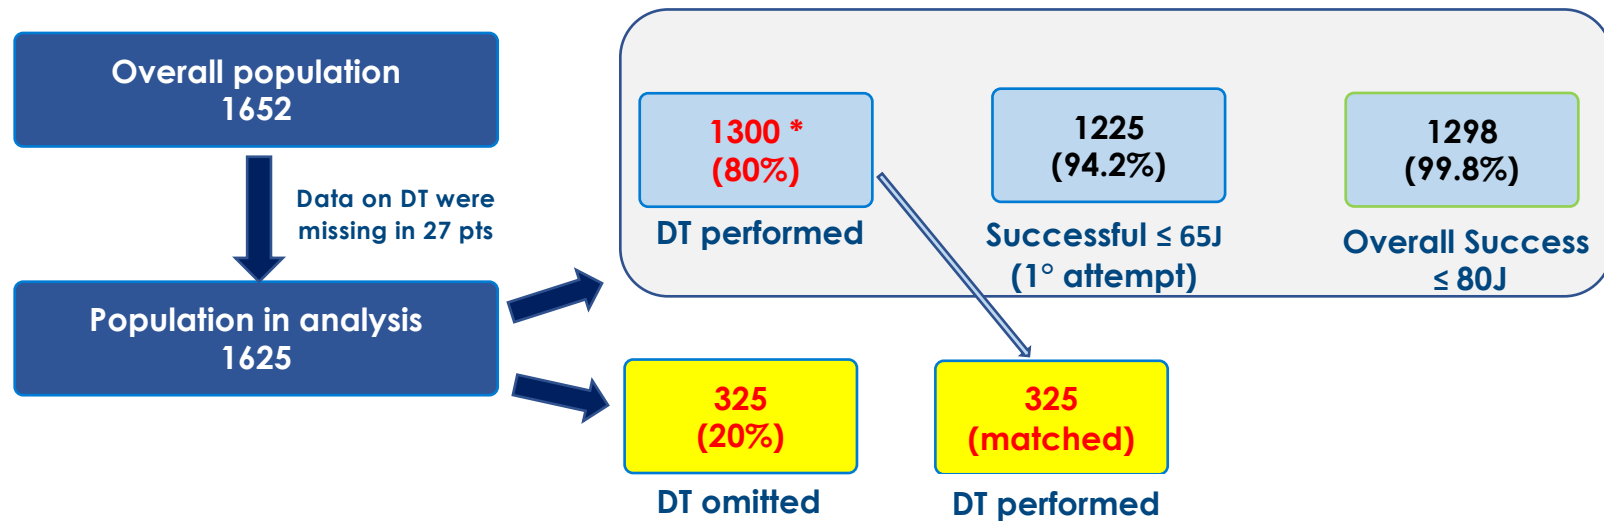 Overall population
1652
Data on DT were
missing in 27 pts
Population in analysis
1625
1300 *
(80%)
DT performed
1225
(94.2%)
Successful ≤ 65J
(1° attempt)
1298
(99.8%)
Overall Success
≤ 80J
325
(20%)
DT omitted
325
(matched)
DT performed